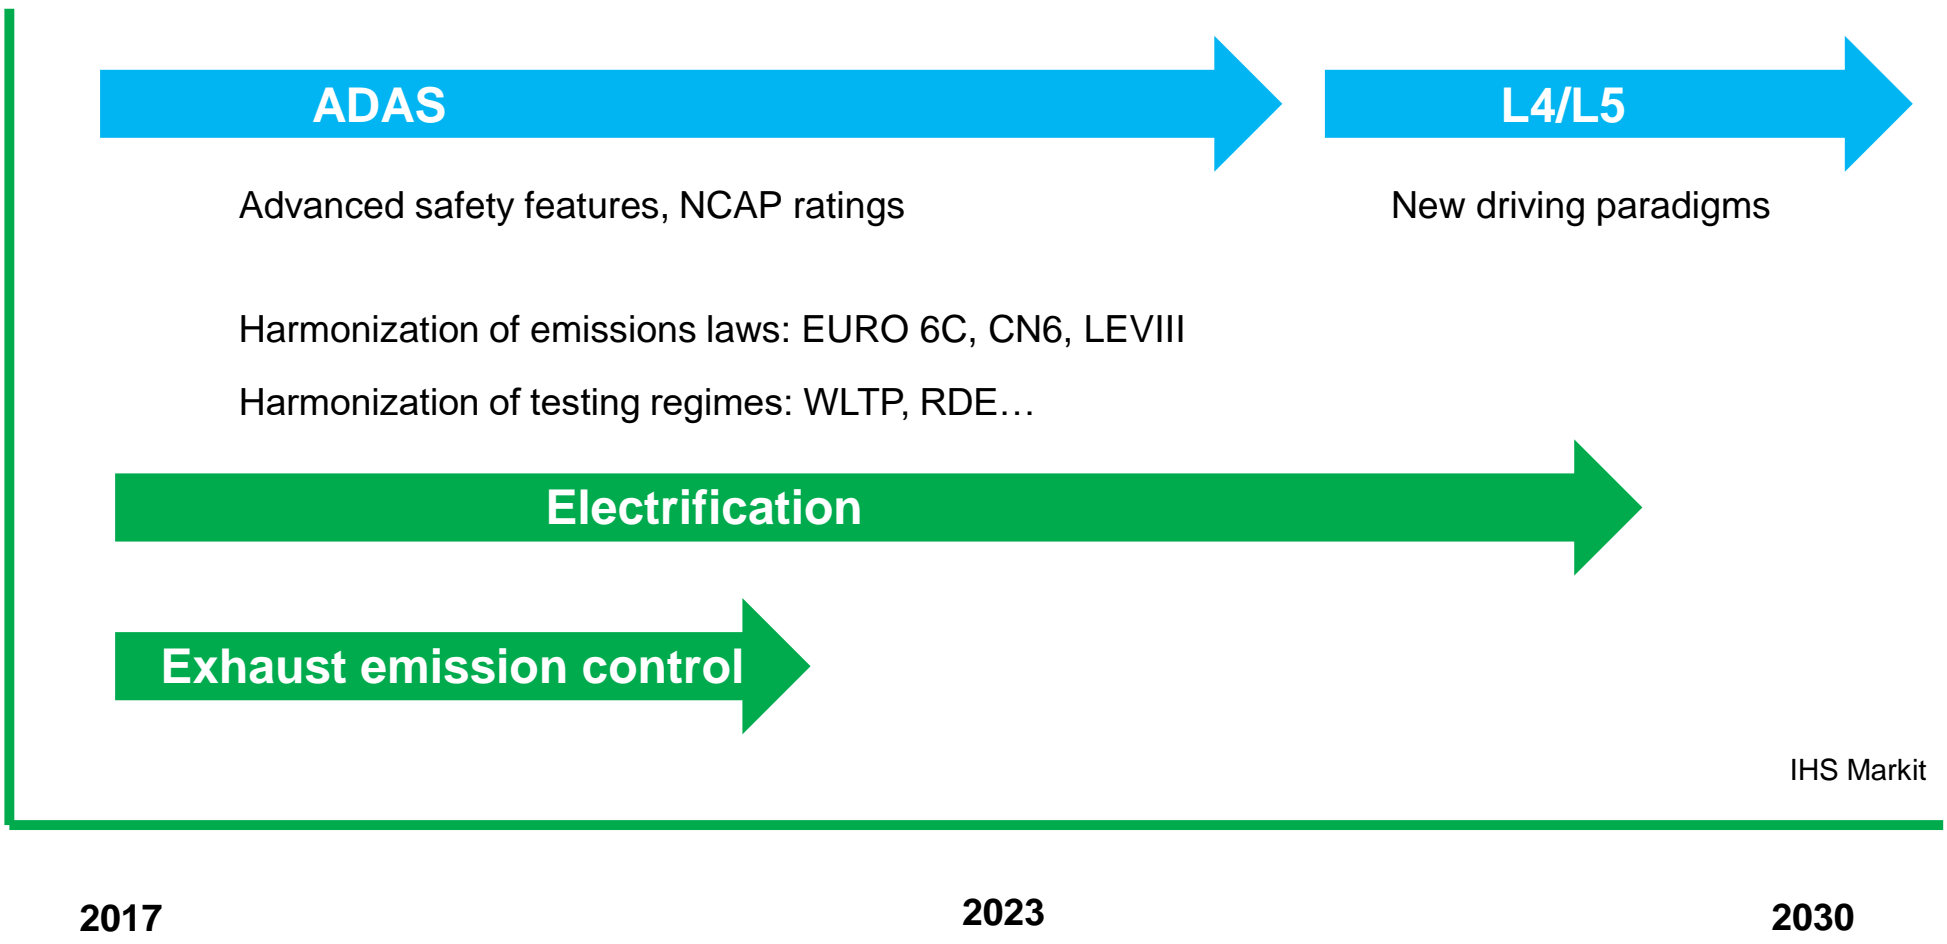 ADAS
L4/L5
Advanced safety features, NCAP ratings
New driving paradigms
Harmonization of emissions laws: EURO 6C, CN6, LEVIII
Harmonization of testing regimes: WLTP, RDE…
Electrification
Exhaust emission control
IHS Markit
2017
2023
2030